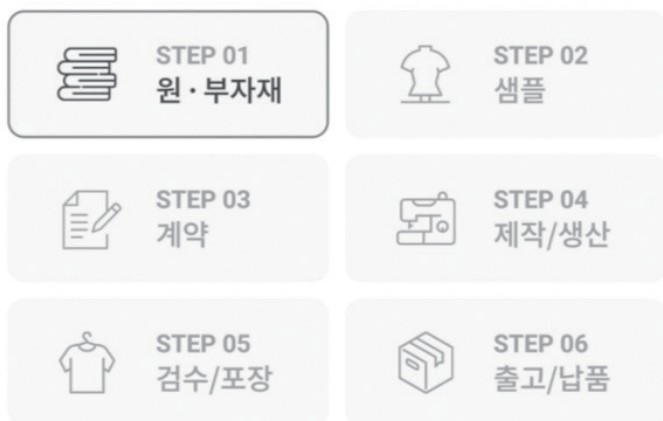 STEP 01
원 · 부자재
STEP 02
샘플
STEP 03
계약
STEP 04
제작/생산
STEP 05
검수/포장
STEP 06
출고/납품